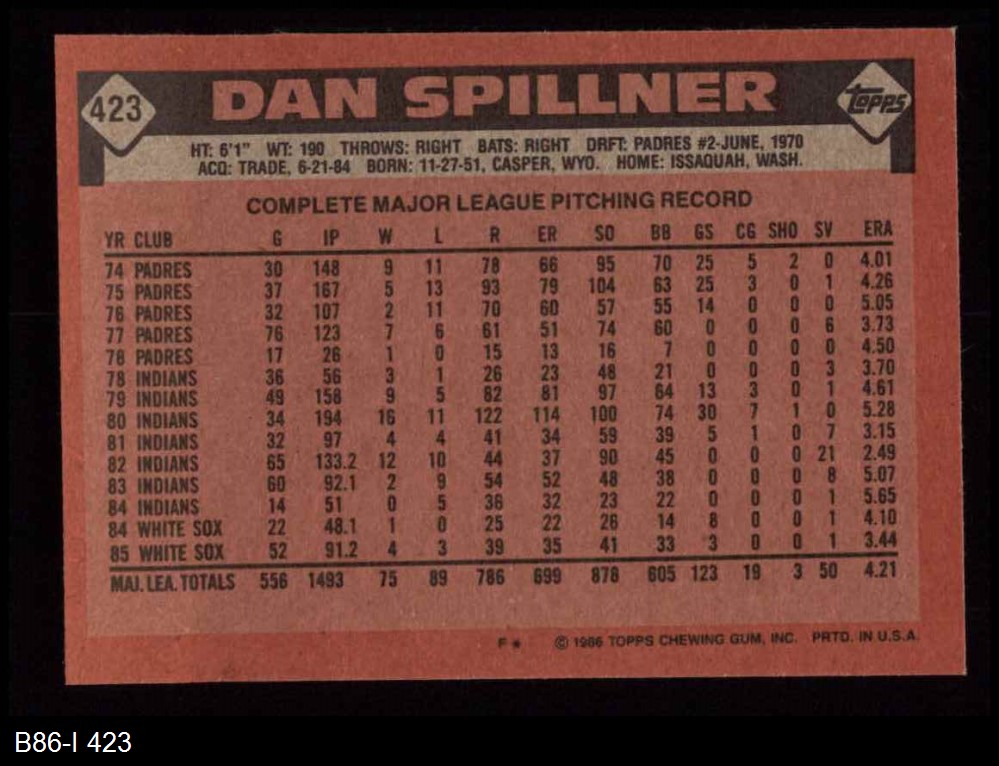 423
DAN SPILLNER
TOPPS
HT: 6'1" WT: 190 THROWS: RIGHT BATS: RIGHT DRFT: PADRES #2-JUNE, 1970
ACQ: TRADE, 6-21-84 BORN: 11-27-51, CASPER, WYO. HOME: ISSAQUAH, WASH.
COMPLETE MAJOR LEAGUE PITCHING RECORD
YR CLUB G IP W L R ER SO BB GS CG SHO SV ERA
74 PADRES 30 148 9 11 78 66 95 70 25 5 2 0 4.01
75 PADRES 37 167 5 13 93 79 104 63 25 3 0 1 4.26
76 PADRES 32 107 2 11 70 60 57 55 14 0 0 0 5.05
77 PADRES 76 123 7 6 61 51 74 60 0 0 0 6 3.73
78 PADRES 17 26 1 0 15 13 16 7 0 0 0 0 4.50
78 INDIANS 36 56 3 1 26 23 48 21 0 0 0 3 3.70
79 INDIANS 49 158 9 5 82 81 97 64 13 3 0 1 4.61
80 INDIANS 34 194 16 11 122 114 100 74 30 7 1 0 5.28
81 INDIANS 32 97 4 4 41 34 59 39 5 1 0 7 3.15
82 INDIANS 65 133.2 12 10 44 37 90 45 0 0 0 21 2.49
83 INDIANS 60 92.1 2 9 54 52 48 38 0 0 0 8 5.07
84 INDIANS 14 51 0 5 36 32 23 22 0 0 0 1 5.65
84 WHITE SOX 22 48.1 1 0 25 22 26 14 8 0 0 1 4.10
85 WHITE SOX 52 91.2 4 3 39 35 41 33 3 0 0 1 3.44
MAJ. LEA. TOTALS 556 1493 75 89 786 699 878 605 123 19 3 50 4.21
F* © 1986 TOPPS CHEWING GUM, INC. PRTD. IN U.S.A.
B86-I 423